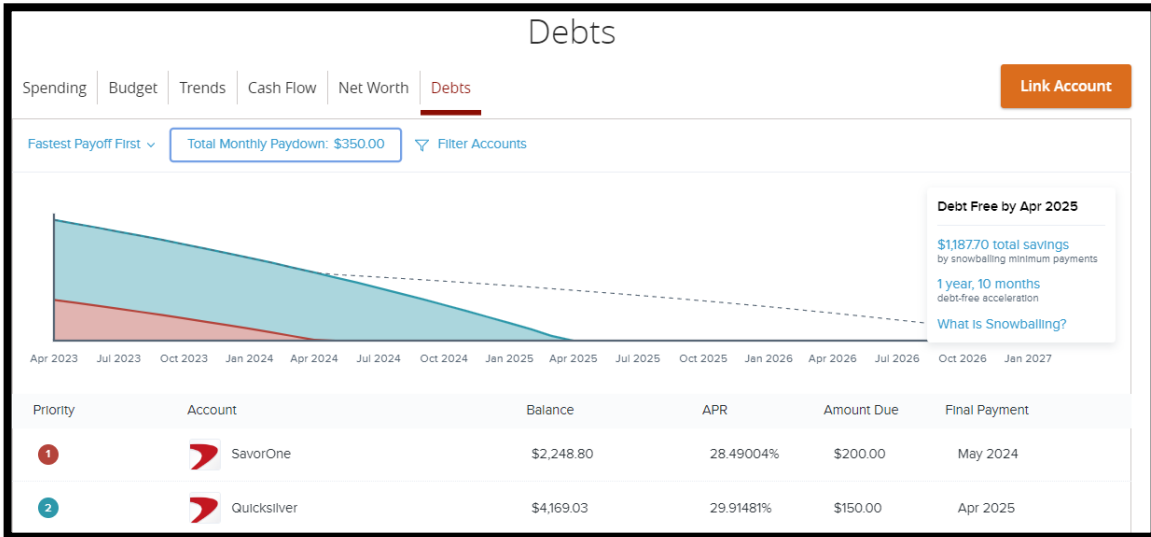 Debts
Spending Budget Trends Cash Flow Net Worth Debts
Link Account
Fastest Payoff First Total Monthly Paydown: $350.00 Filter Accounts
Debt Free by Apr 2025
$1,187.70 total savings
by snowballing minimum payments
1 year, 10 months
debt-free acceleration
What Is Snowballing?
Apr 2023 Jul 2023 Oct 2023 Jan 2024 Apr 2024 Jul 2024 Oct 2024 Jan 2025 Apr 2025 Jul 2025 Oct 2025 Jan 2026 Apr 2026 Jul 2026 Oct 2026 Jan 2027
Priority Account Balance APR Amount Due Final Payment
1 SavorOne $2,248.80 28.49004% $200.00 May 2024
2 Quicksilver $4,169.03 29.91481% $150.00 Apr 2025